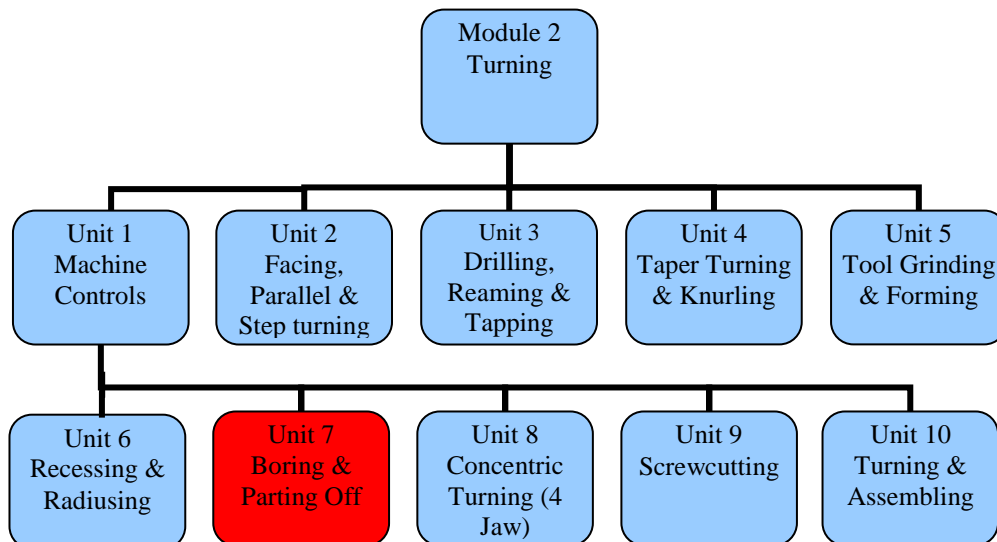 Module 2
Turning
Unit 1
Machine
Controls
Unit 2
Facing,
Parallel &
Step turning
Unit 3
Drilling,
Reaming &
Tapping
Unit 4
Taper Turning
& Knurling
Unit 5
Tool Grinding
& Forming
Unit 6
Recessing &
Radiusing
Unit 7
Boring &
Parting Off
Unit 8
Concentric
Turning (4
Jaw)
Unit 9
Screwcutting
Unit 10
Turning &
Assembling